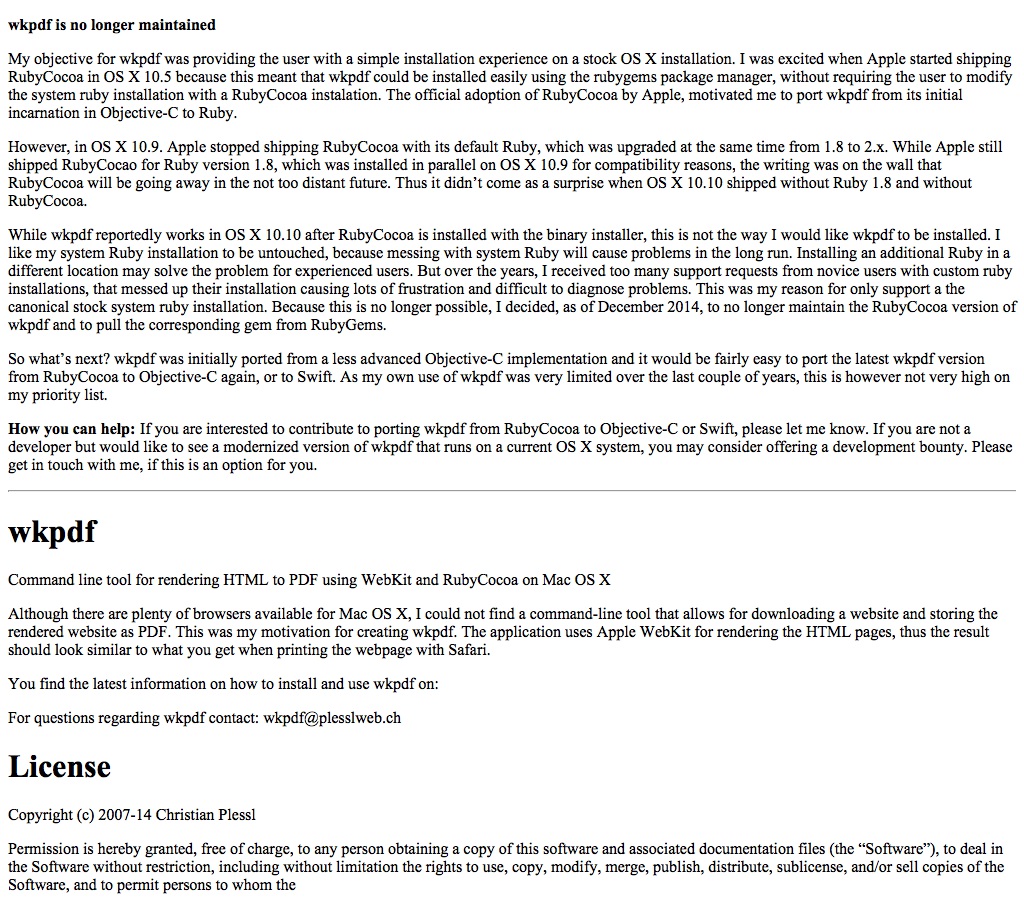 wkpdf is no longer maintained
My objective for wkpdf was providing the user with a simple installation experience on a stock OS X installation. I was excited when Apple started shipping
RubyCocoa in OS X 10.5 because this meant that wkpdf could be installed easily using the rubygems package manager, without requiring the user to modify
the system ruby installation with a RubyCocoa instalation. The official adoption of RubyCocoa by Apple, motivated me to port wkpdf from its initial
incarnation in Objective-C to Ruby.
However, in OS X 10.9. Apple stopped shipping RubyCocoa with its default Ruby, which was upgraded at the same time from 1.8 to 2.x. While Apple still
shipped RubyCocao for Ruby version 1.8, which was installed in parallel on OS X 10.9 for compatibility reasons, the writing was on the wall that
RubyCocoa will be going away in the not too distant future. Thus it didn’t come as a surprise when OS X 10.10 shipped without Ruby 1.8 and without
RubyCocoa.
While wkpdf reportedly works in OS X 10.10 after RubyCocoa is installed with the binary installer, this is not the way I would like wkpdf to be installed. I
like my system Ruby installation to be untouched, because messing with system Ruby will cause problems in the long run. Installing an additional Ruby in a
different location may solve the problem for experienced users. But over the years, I received too many support requests from novice users with custom ruby
installations, that messed up their installation causing lots of frustration and difficult to diagnose problems. This was my reason for only support a the
canonical stock system ruby installation. Because this is no longer possible, I decided, as of December 2014, to no longer maintain the RubyCocoa version of
wkpdf and to pull the corresponding gem from RubyGems.
So what’s next? wkpdf was initially ported from a less advanced Objective-C implementation and it would be fairly easy to port the latest wkpdf version
from RubyCocoa to Objective-C again, or to Swift. As my own use of wkpdf was very limited over the last couple of years, this is however not very high on
my priority list.
How you can help: If you are interested to contribute to porting wkpdf from RubyCocoa to Objective-C or Swift, please let me know. If you are not a
developer but would like to see a modernized version of wkpdf that runs on a current OS X system, you may consider offering a development bounty. Please
get in touch with me, if this is an option for you.
wkpdf
Command line tool for rendering HTML to PDF using WebKit and RubyCocoa on Mac OS X
Although there are plenty of browsers available for Mac OS X, I could not find a command-line tool that allows for downloading a website and storing the
rendered website as PDF. This was my motivation for creating wkpdf. The application uses Apple WebKit for rendering the HTML pages, thus the result
should look similar to what you get when printing the webpage with Safari.
You find the latest information on how to install and use wkpdf on:
For questions regarding wkpdf contact: wkpdf@plesslweb.ch
License
Copyright (c) 2007-14 Christian Plessl
Permission is hereby granted, free of charge, to any person obtaining a copy of this software and associated documentation files (the “Software”), to deal in
the Software without restriction, including without limitation the rights to use, copy, modify, merge, publish, distribute, sublicense, and/or sell copies of the
Software, and to permit persons to whom the